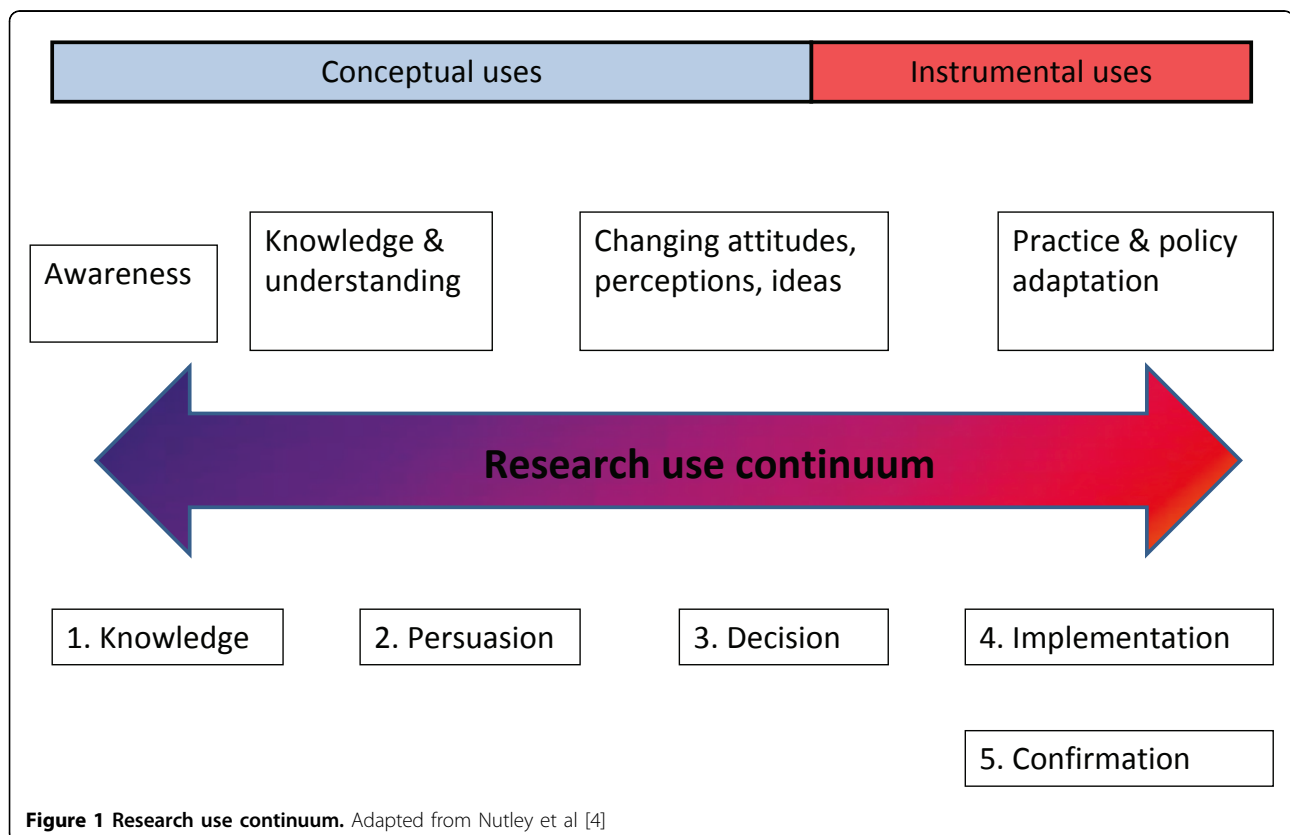 Conceptual uses
Instrumental uses
Awareness
Knowledge &
understanding
Changing attitudes,
perceptions, ideas
Practice & policy
adaptation
Research use continuum
1. Knowledge
2. Persuasion
3. Decision
4. Implementation
5. Confirmation
Figure 1 Research use continuum. Adapted from Nutley et al [4]